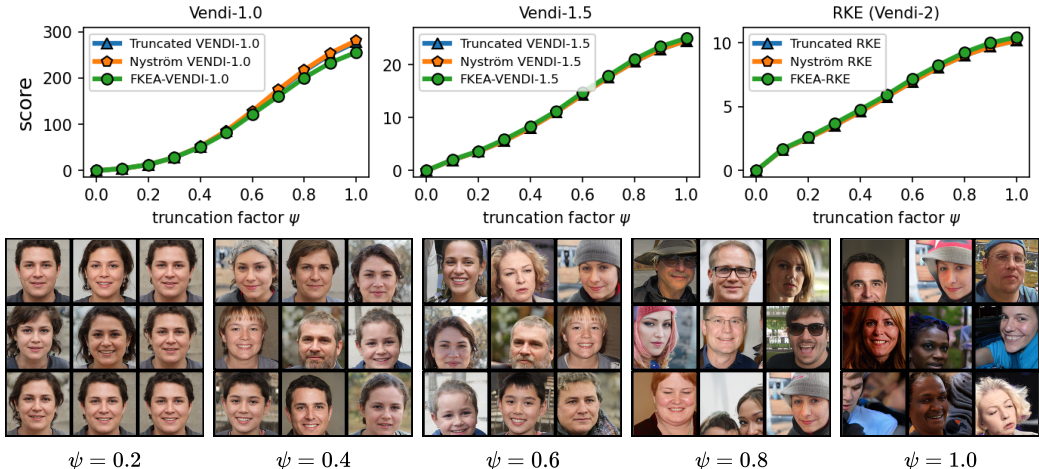 Vendi-1.0
300
200
100
0
score
Truncated VENDI-1.0
Nyström VENDI-1.0
FKEA-VENDI-1.0
0.0 0.2 0.4 0.6 0.8 1.0
truncation factor ψ
Vendi-1.5
20
10
0
Truncated VENDI-1.5
Nyström VENDI-1.5
FKEA-VENDI-1.5
0.0 0.2 0.4 0.6 0.8 1.0
truncation factor ψ
RKE (Vendi-2)
10
5
0
Truncated RKE
Nyström RKE
FKEA-RKE
0.0 0.2 0.4 0.6 0.8 1.0
truncation factor ψ
ψ = 0.2
ψ = 0.4
ψ = 0.6
ψ = 0.8
ψ = 1.0